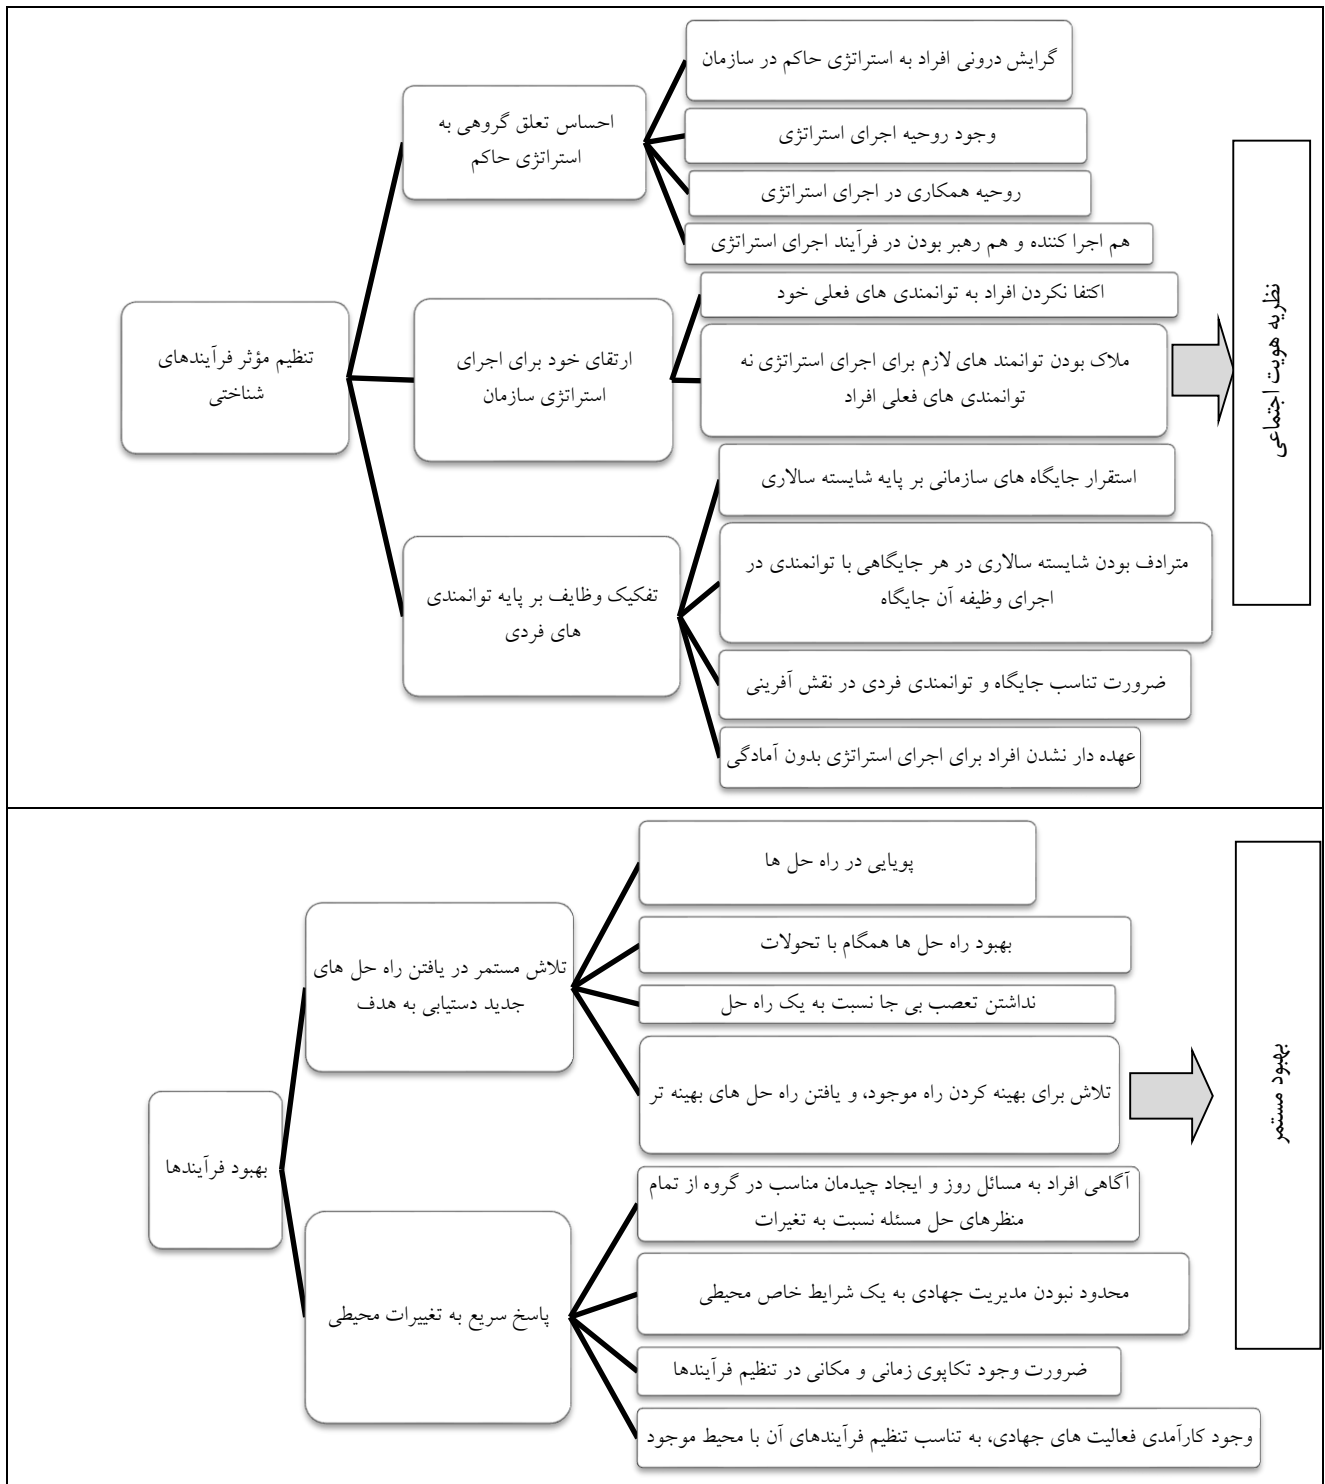 گرایش درونی افراد به استراتژی حاکم در سازمان
وجود روحیه اجرای استراتژی
روحیه همکاری در اجرای استراتژی
هم اجرا کننده و هم رهبر بودن در فرآیند اجرای استراتژی
احساس تعلق گروهی به
استراتژی حاکم
اکتفا نکردن افراد به توانمندی های فعلی خود
ملاک بودن توانمند های لازم برای اجرای استراتژی نه
توانمندی های فعلی افراد
ارتقای خود برای اجرای
استراتژی سازمان
استقرار جایگاه های سازمانی بر پایه شایسته سالاری
مترادف بودن شایسته سالاری در هر جایگاهی با توانمندی در
اجرای وظیفه آن جایگاه
ضرورت تناسب جایگاه و توانمندی فردی در نقش آفرینی
عهده دار نشدن افراد برای اجرای استراتژی بدون آمادگی
تفکیک وظایف بر پایه توانمندی
های فردی
تنظیم مؤثر فرآیندهای
شناختی
نظریه هویت اجتماعی
پویایی در راه حل ها
بهبود راه حل ها همگام با تحولات
نداشتن تعصب بی جا نسبت به یک راه حل
تلاش برای بهینه کردن راه موجود، و یافتن راه حل های بهینه تر
تلاش مستمر در یافتن راه حل های
جدید دستیابی به هدف
آگاهی افراد به مسائل روز و ایجاد چیدمان مناسب در گروه از تمام
منظرهای حل مسئله نسبت به تغیرات
محدود نبودن مدیریت جهادی به یک شرایط خاص محیطی
ضرورت وجود تکاپوی زمانی و مکانی در تنظیم فرآیندها
وجود کارآمدی فعالیت های جهادی، به تناسب تنظیم فرآیندهای آن با محیط موجود
پاسخ سریع به تغییرات محیطی
بهبود فرآیندها
بهبود مستمر